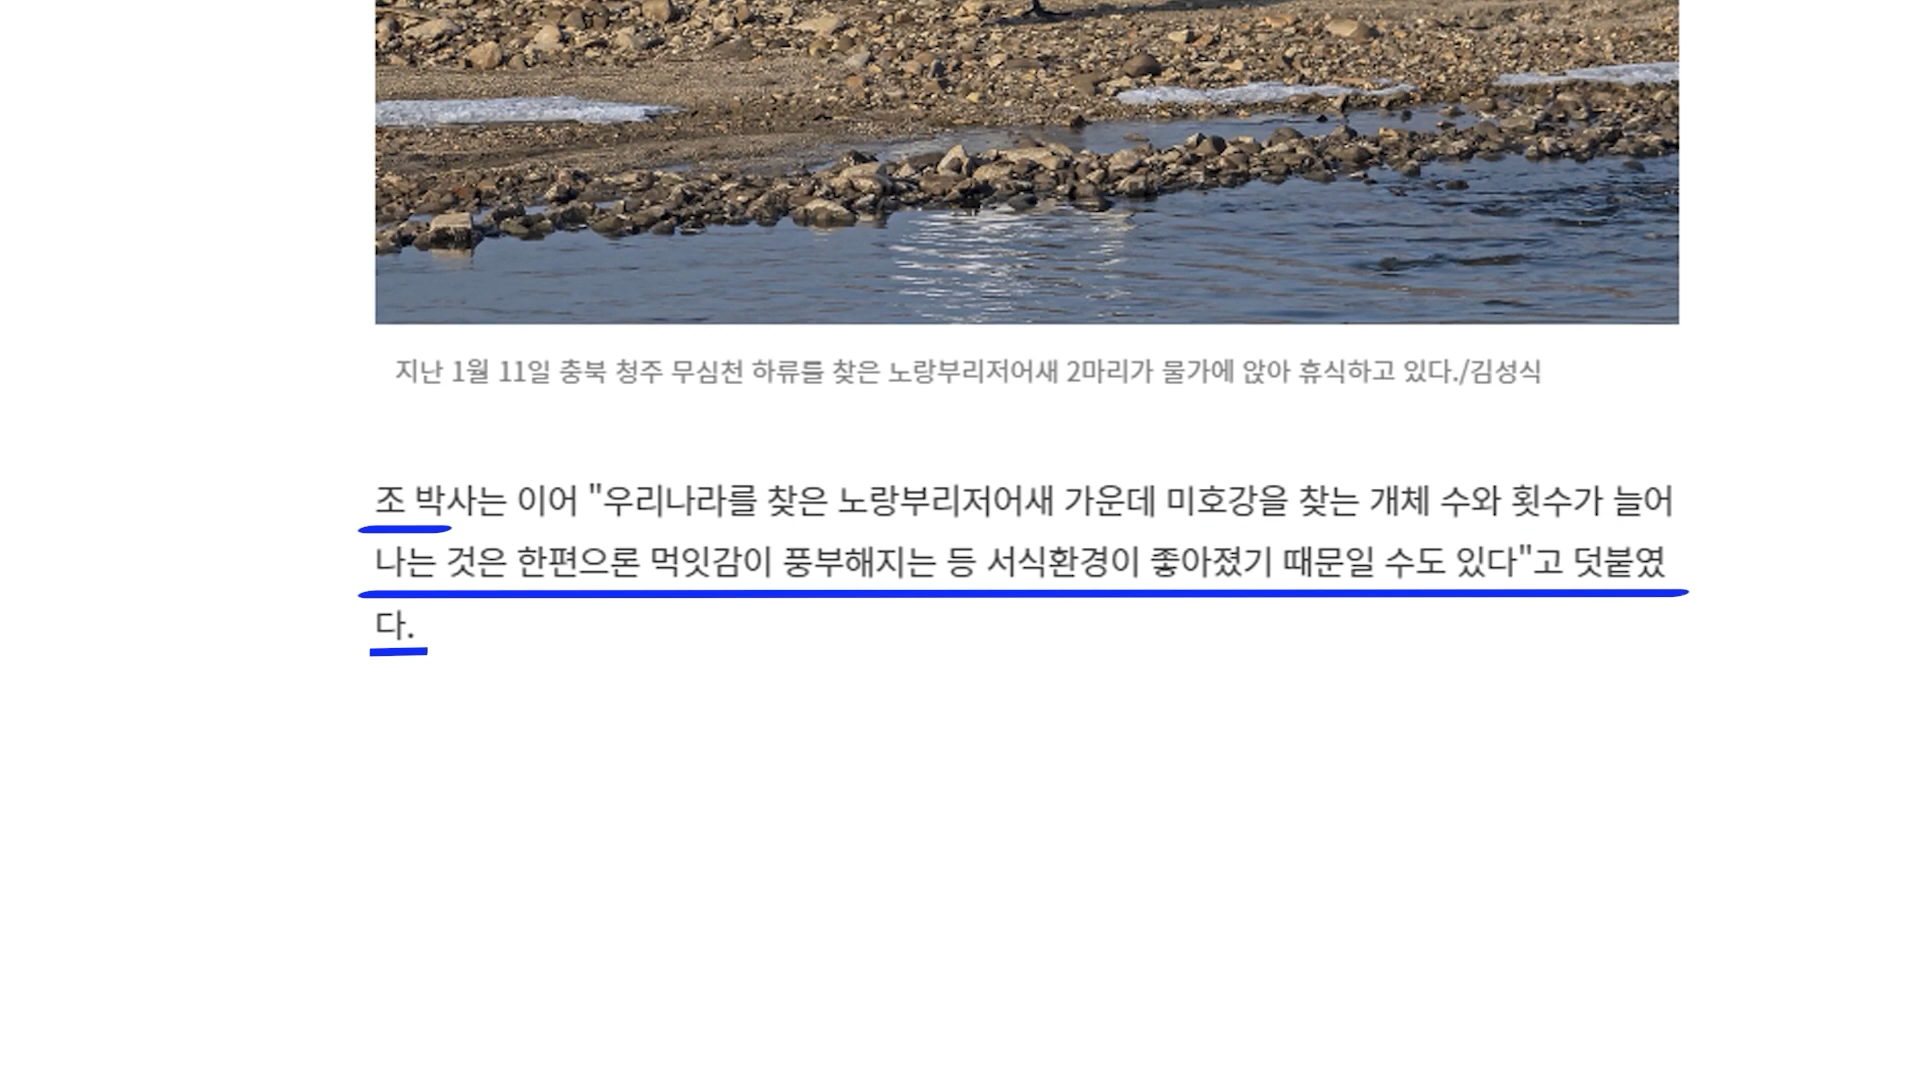 지난 1월 11일 충북 청주 무심천 하류를 찾은 노랑부리저어새 2마리가 물가에 앉아 휴식하고 있다./김성식
조 박사는 이어 "우리나라를 찾은 노랑부리저어새 가운데 미호강을 찾는 개체 수와 횟수가 늘어
나는 것은 한편으론 먹잇감이 풍부해지는 등 서식환경이 좋아졌기 때문일 수도 있다"고 덧붙였
다.